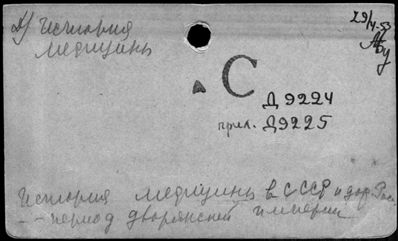 Д) История
медицины
29/IV-53
С
Д 9224
прил. Д9225
История медицины в СССР и дор. Рос.
- период дворянской империи